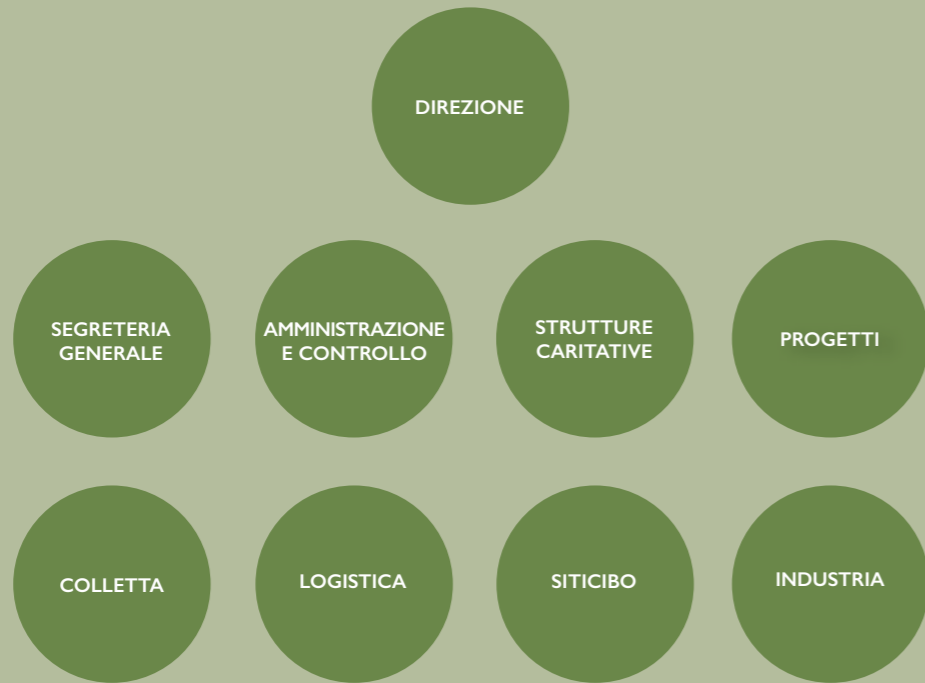 DIREZIONE
SEGRETERIA
GENERALE
AMMINISTRAZIONE
E CONTROLLO
STRUTTURE
CARITATIVE
PROGETTI
COLLETTA
LOGISTICA
SITICIBO
INDUSTRIA